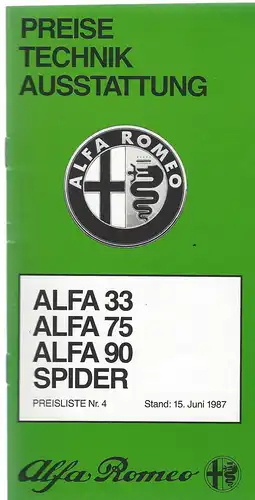 PREISE
TECHNIK
AUSSTATTUNG
ALFA ROMEO
ALFA 33
ALFA 75
ALFA 90
SPIDER
PREISLISTE Nr. 4 Stand: 15. Juni 1987
Alfa Romeo